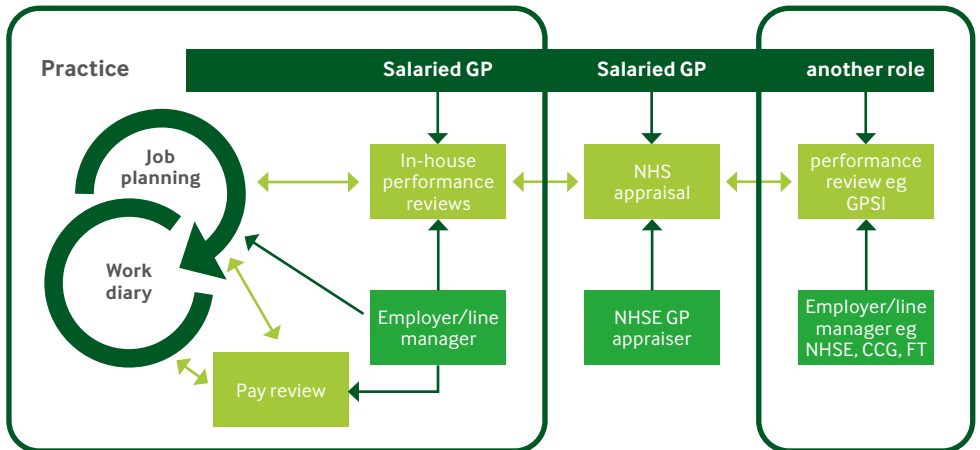 Practice
Salaried GP
Salaried GP
another role
Job
planning
In-house
performance
reviews
NHS
appraisal
performance
review eg
GPSI
Work
diary
Employer/line
manager
NHSE GP
appraiser
Employer/line
manager eg
NHSE, CCG, FT
Pay review